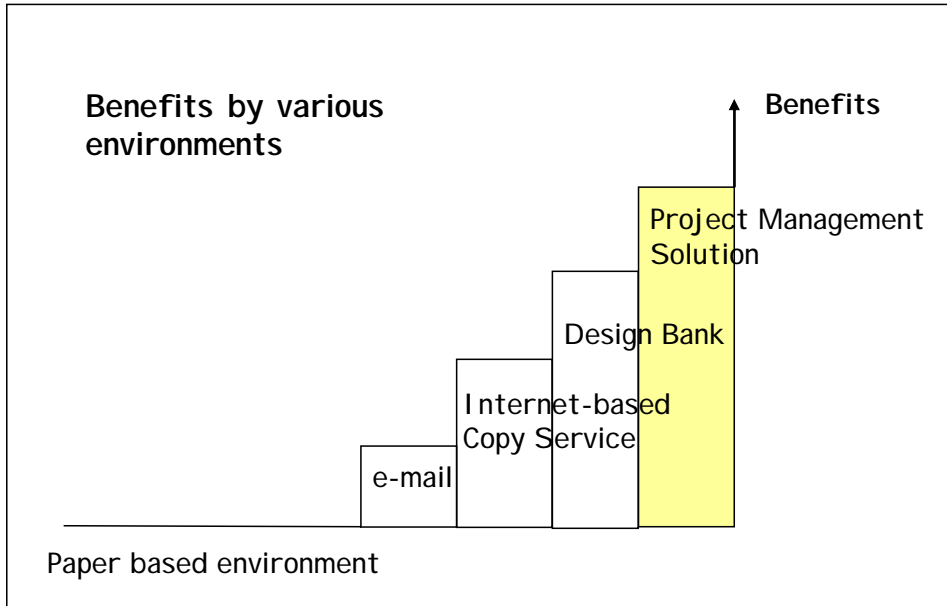 Benefits by various
environments
Benefits
Project Management
Solution
Design Bank
Internet-based
Copy Service
e-mail
Paper based environment